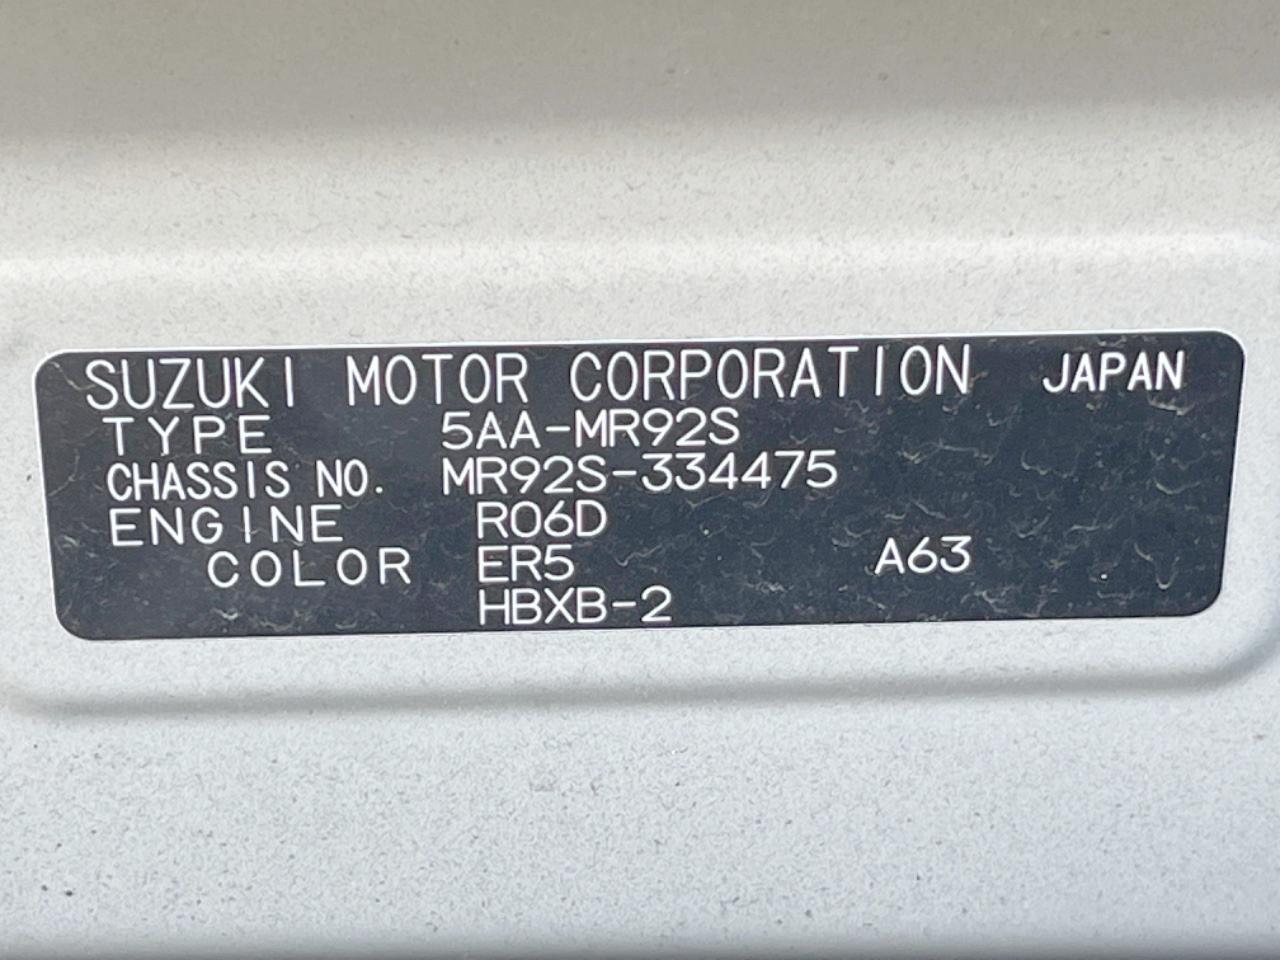 SUZUKI MOTOR CORPORATION JAPAN
TYPE 5AA-MR92S
CHASSIS NO. MR92S-334475
ENGINE R06D
COLOR ER5 A63
HBXB-2